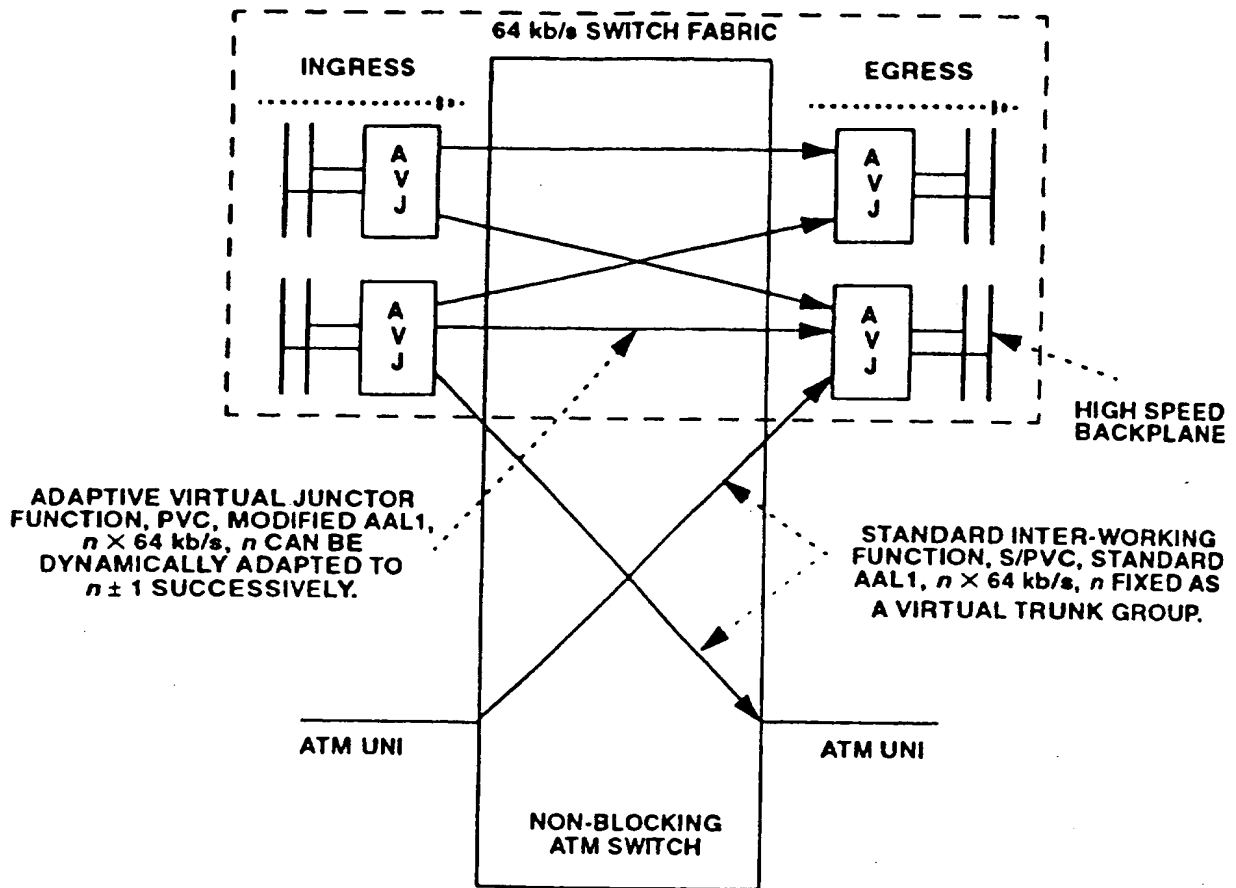 64 kb/s SWITCH FABRIC
INGRESS
EGRESS
A
V
J
A
V
J
A
V
J
A
V
J
HIGH SPEED
BACKPLANE
ADAPTIVE VIRTUAL JUNCTOR
FUNCTION, PVC, MODIFIED AAL1,
n × 64 kb/s, n CAN BE
DYNAMICALLY ADAPTED TO
n ± 1 SUCCESSIVELY.
STANDARD INTER-WORKING
FUNCTION, S/PVC, STANDARD
AAL1, n × 64 kb/s, n FIXED AS
A VIRTUAL TRUNK GROUP.
ATM UNI
ATM UNI
NON-BLOCKING
ATM SWITCH